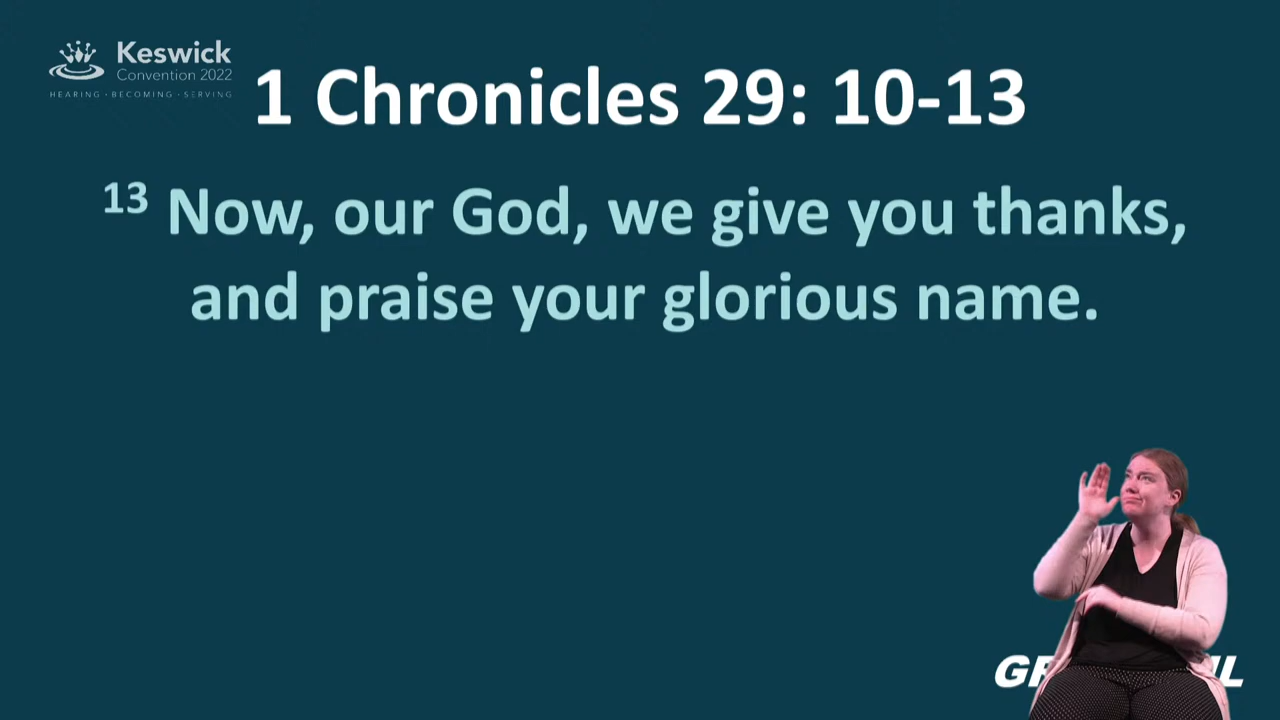 Keswick
Convention 2022
HEARING · BECOMING · SERVING
1 Chronicles 29: 10-13
13 Now, our God, we give you thanks,
and praise your glorious name.